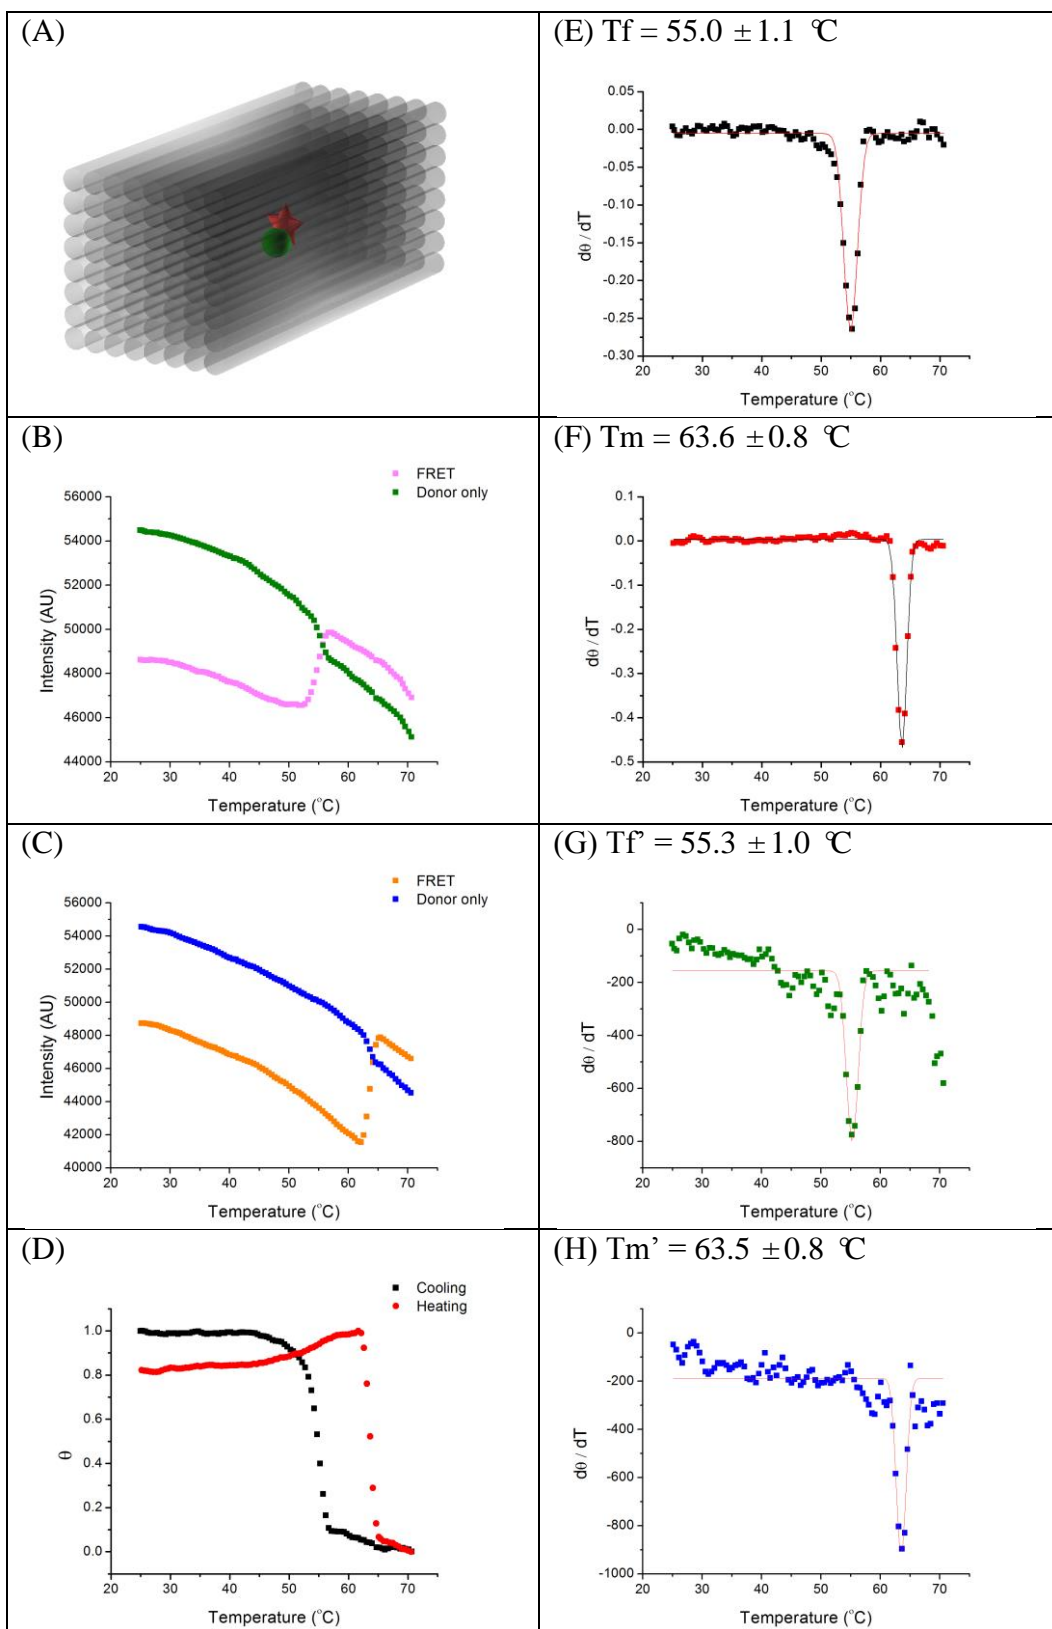 (A)
(E) Tf = 55.0 ± 1.1 ℃
0.05
0.00
-0.05
-0.10
-0.15
-0.20
-0.25
-0.30
dθ / dT
20 30 40 50 60 70
Temperature (°C)
(B)
FRET
Donor only
56000
54000
52000
50000
48000
46000
44000
Intensity (AU)
20 30 40 50 60 70
Temperature (°C)
(F) Tm = 63.6 ± 0.8 ℃
0.1
0.0
-0.1
-0.2
-0.3
-0.4
-0.5
dθ / dT
20 30 40 50 60 70
Temperature (°C)
(C)
FRET
Donor only
56000
54000
52000
50000
48000
46000
44000
42000
40000
Intensity (AU)
20 30 40 50 60 70
Temperature (°C)
(G) Tf’ = 55.3 ± 1.0 ℃
0
-200
-400
-600
-800
dθ / dT
20 30 40 50 60 70
Temperature (°C)
(D)
Cooling
Heating
1.0
0.8
0.6
0.4
0.2
0.0
θ
20 30 40 50 60 70
Temperature (°C)
(H) Tm’ = 63.5 ± 0.8 ℃
0
-200
-400
-600
-800
-1000
dθ / dT
20 30 40 50 60 70
Temperature (°C)